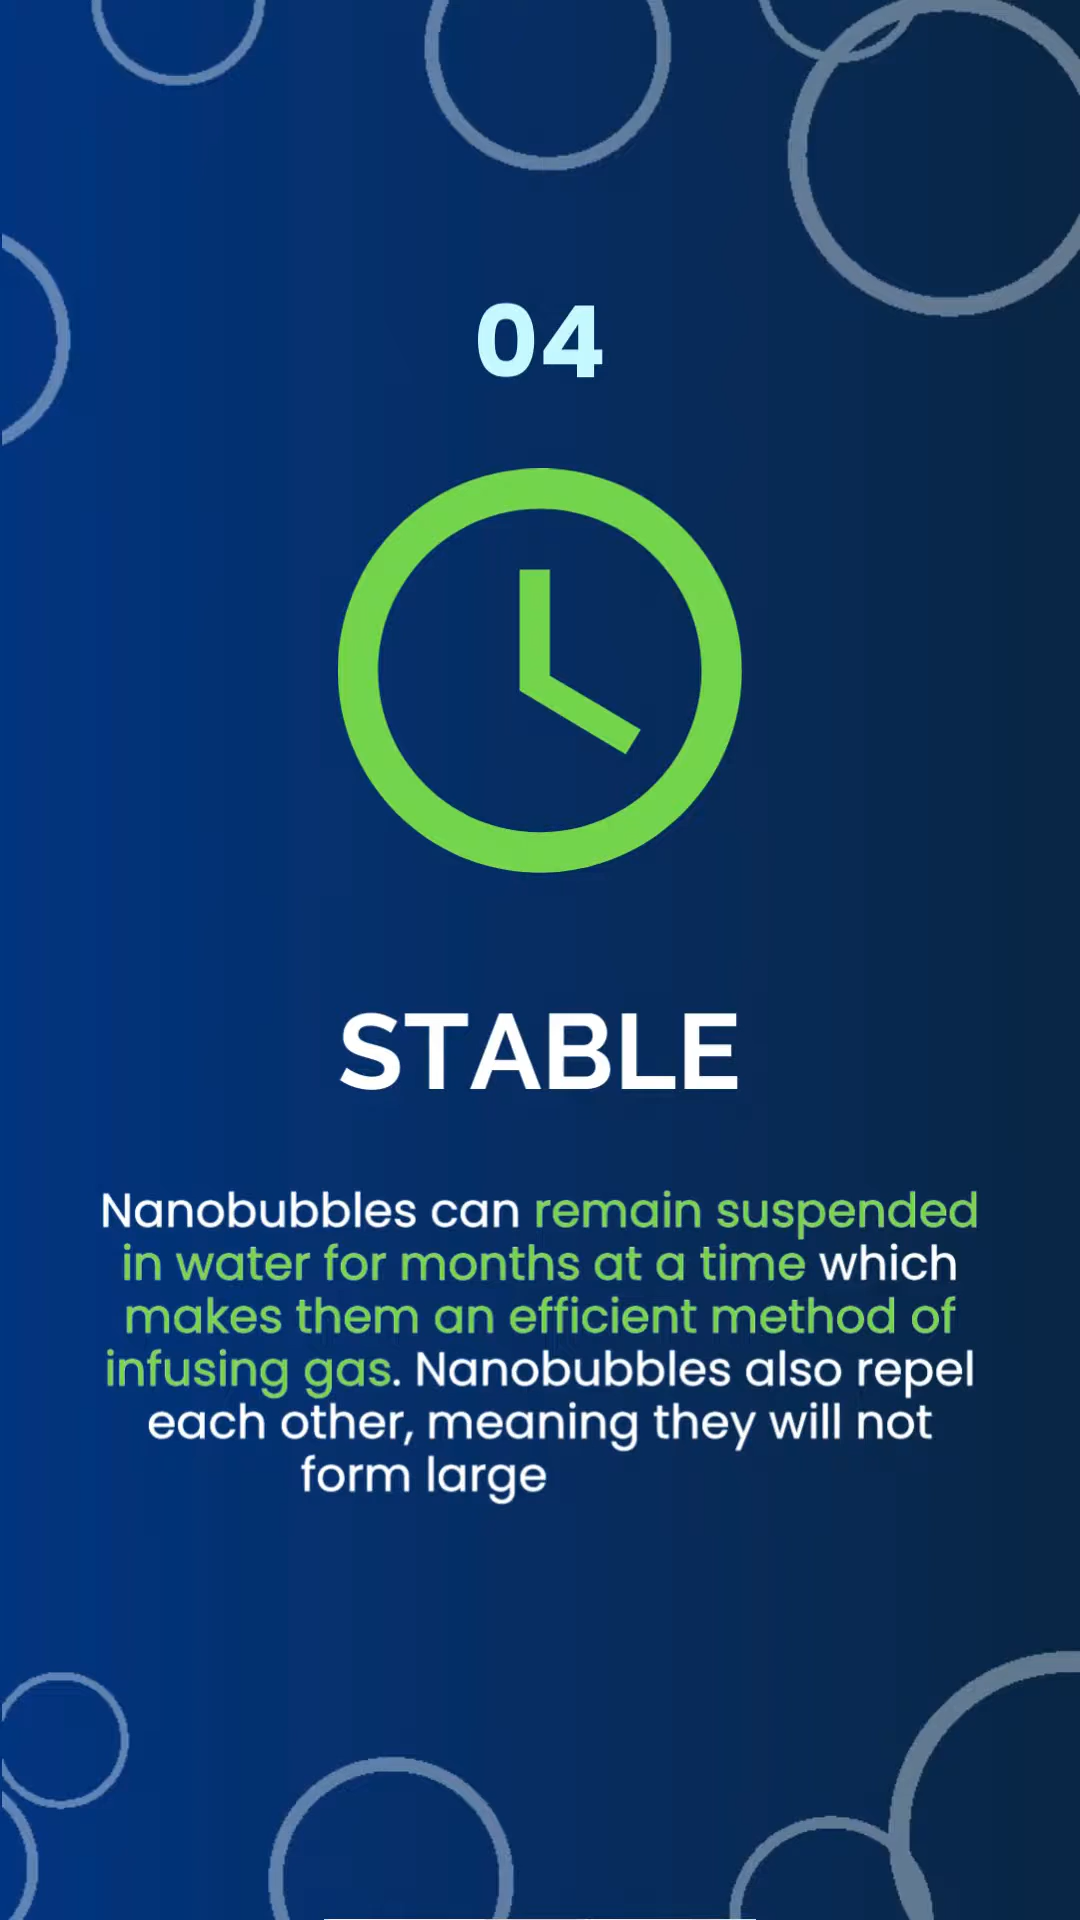 04
STABLE
Nanobubbles can remain suspended
in water for months at a time which
makes them an efficient method of
infusing gas. Nanobubbles also repel
each other, meaning they will not
form large